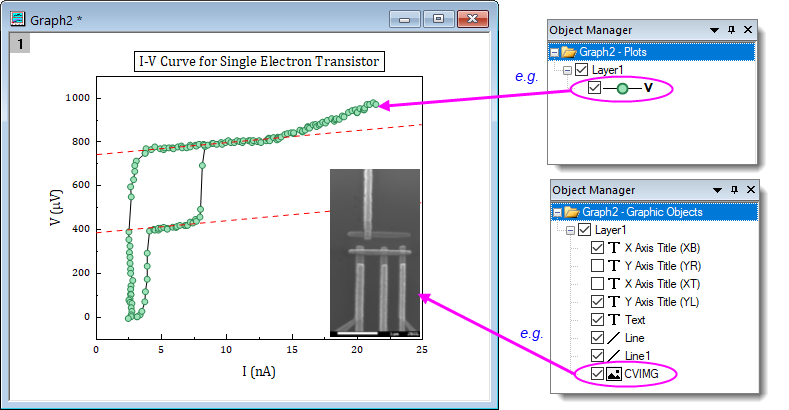 Graph2 *
1
I-V Curve for Single Electron Transistor
1000
800
600
400
200
0
V (μV)
0
5
10
15
20
25
I (nA)
e.g.
e.g.
Object Manager
Graph2 - Plots
Layer1
V
Object Manager
Graph2 - Graphic Objects
Layer1
T X Axis Title (XB)
T Y Axis Title (YR)
T X Axis Title (XT)
T Y Axis Title (YL)
T Text
Line
Line1
CVIMG